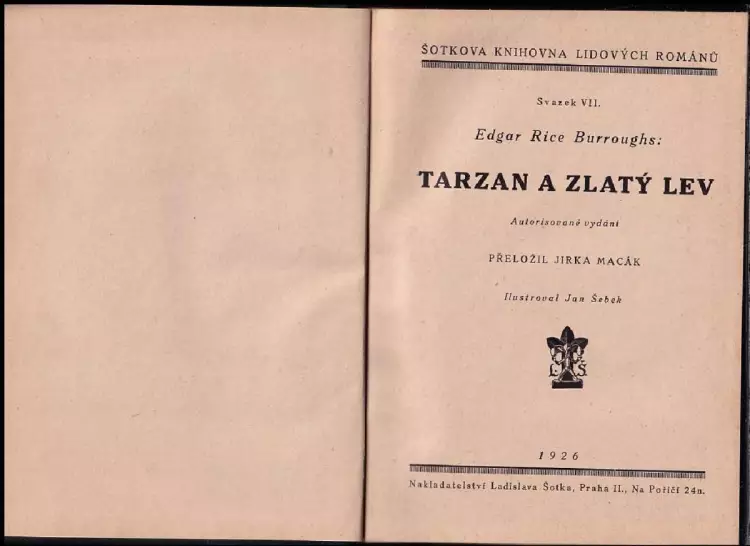 ŠOTKOVA KNIHOVNA LIDOVÝCH ROMÁNŮ
Svazek VII.
Edgar Rice Burroughs:
TARZAN A ZLATÝ LEV
Autorisované vydání
PŘELOŽIL JIRKA MACÁK
Ilustroval Jan Šebek
L Š
1926
Nakladatelství Ladislava Šotka, Praha II., Na Poříčí 24n.